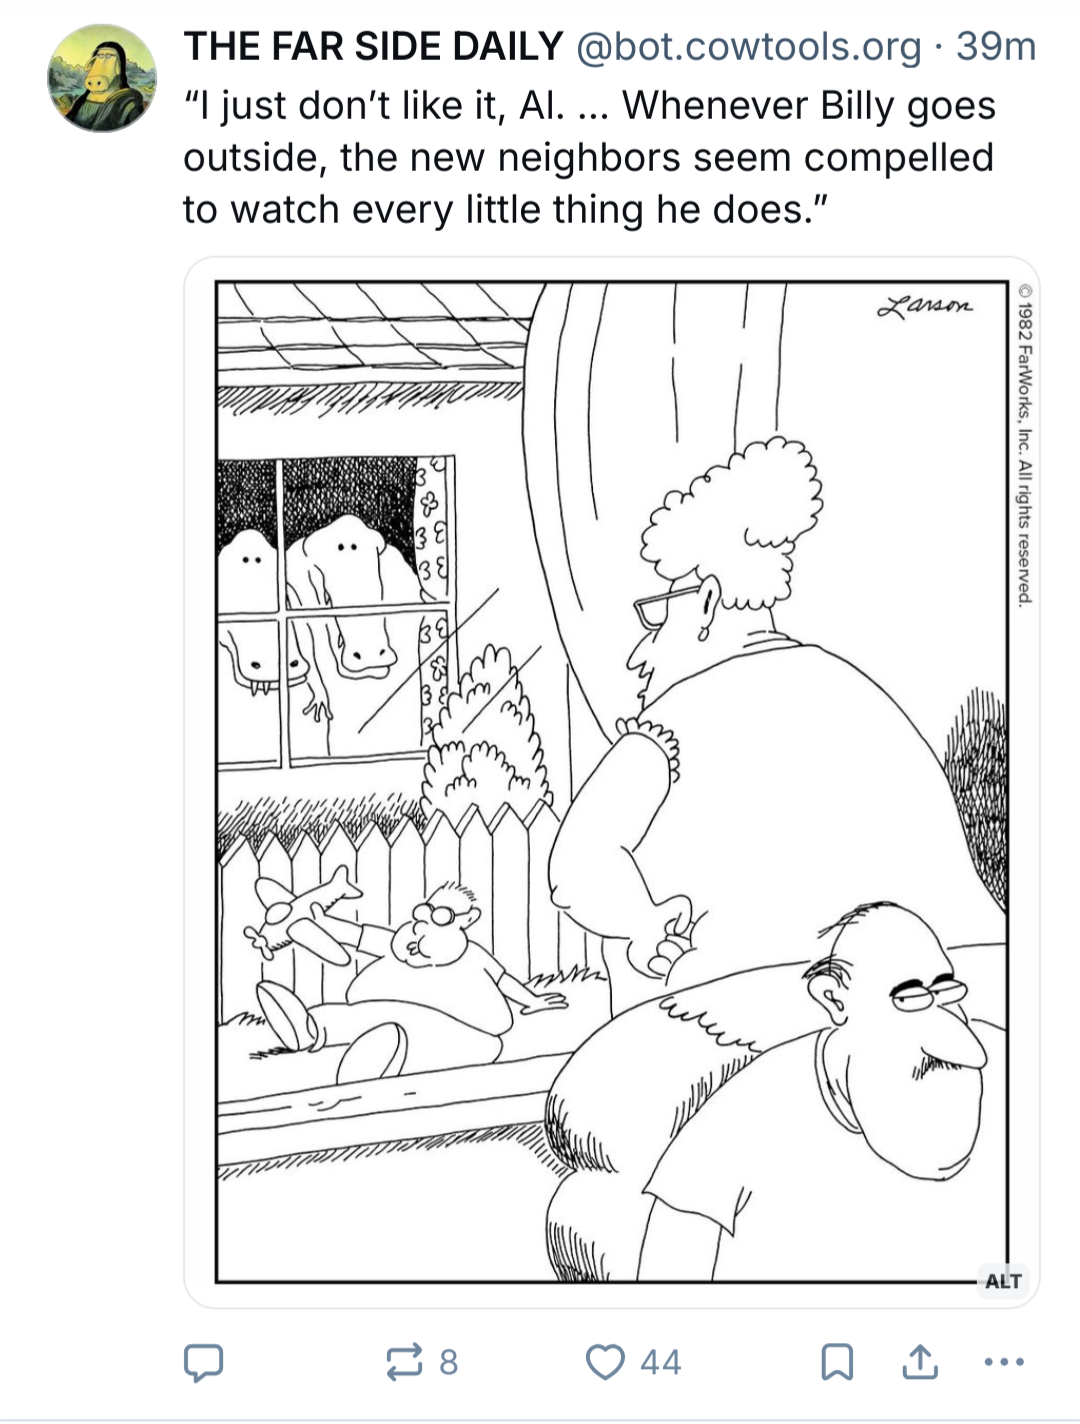 THE FAR SIDE DAILY @bot.cowtools.org · 39m
“I just don’t like it, Al. ... Whenever Billy goes
outside, the new neighbors seem compelled
to watch every little thing he does.”
Larson
© 1982 FarWorks, Inc. All rights reserved.
ALT
8
44